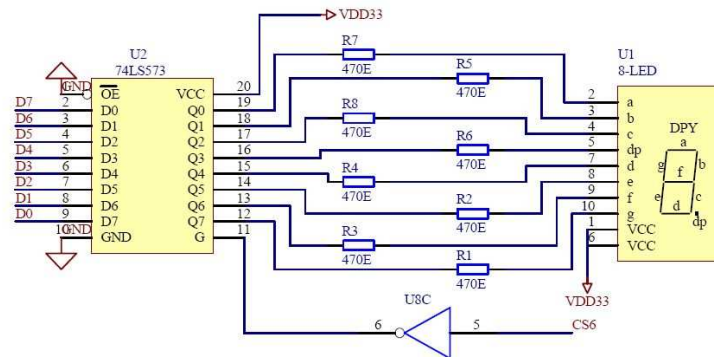 VDD33
U2
74LS573
GND
1
OE
VCC
20
D7
2
D0
Q0
19
D6
3
D1
Q1
18
D5
4
D2
Q2
17
D4
5
D3
Q3
16
D3
6
D4
Q4
15
D2
7
D5
Q5
14
D1
8
D6
Q6
13
D0
9
D7
Q7
12
GND
10
GND
G
11
R7
470E
R5
470E
R8
470E
R6
470E
R4
470E
R2
470E
R3
470E
R1
470E
U8C
6
5
CS6
U1
8-LED
2
a
3
b
4
c
5
dp
7
d
8
e
9
f
10
g
1
VCC
6
VCC
DPY
a
g
f
b
e
d
c
dp
VDD33